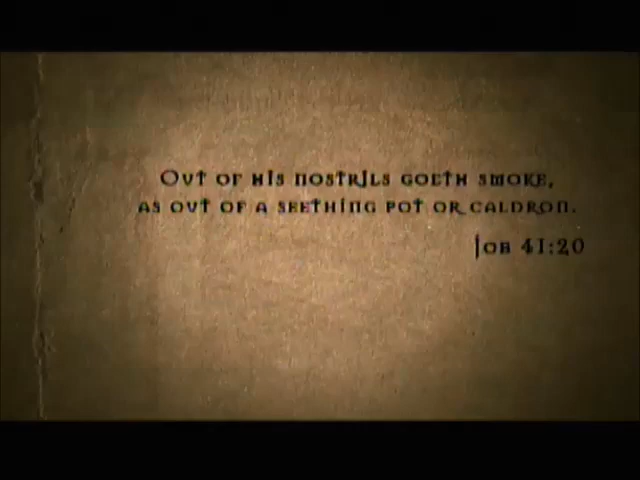 Out of his nostrils goeth smoke,
as out of a seething pot or caldron.
Job 41:20